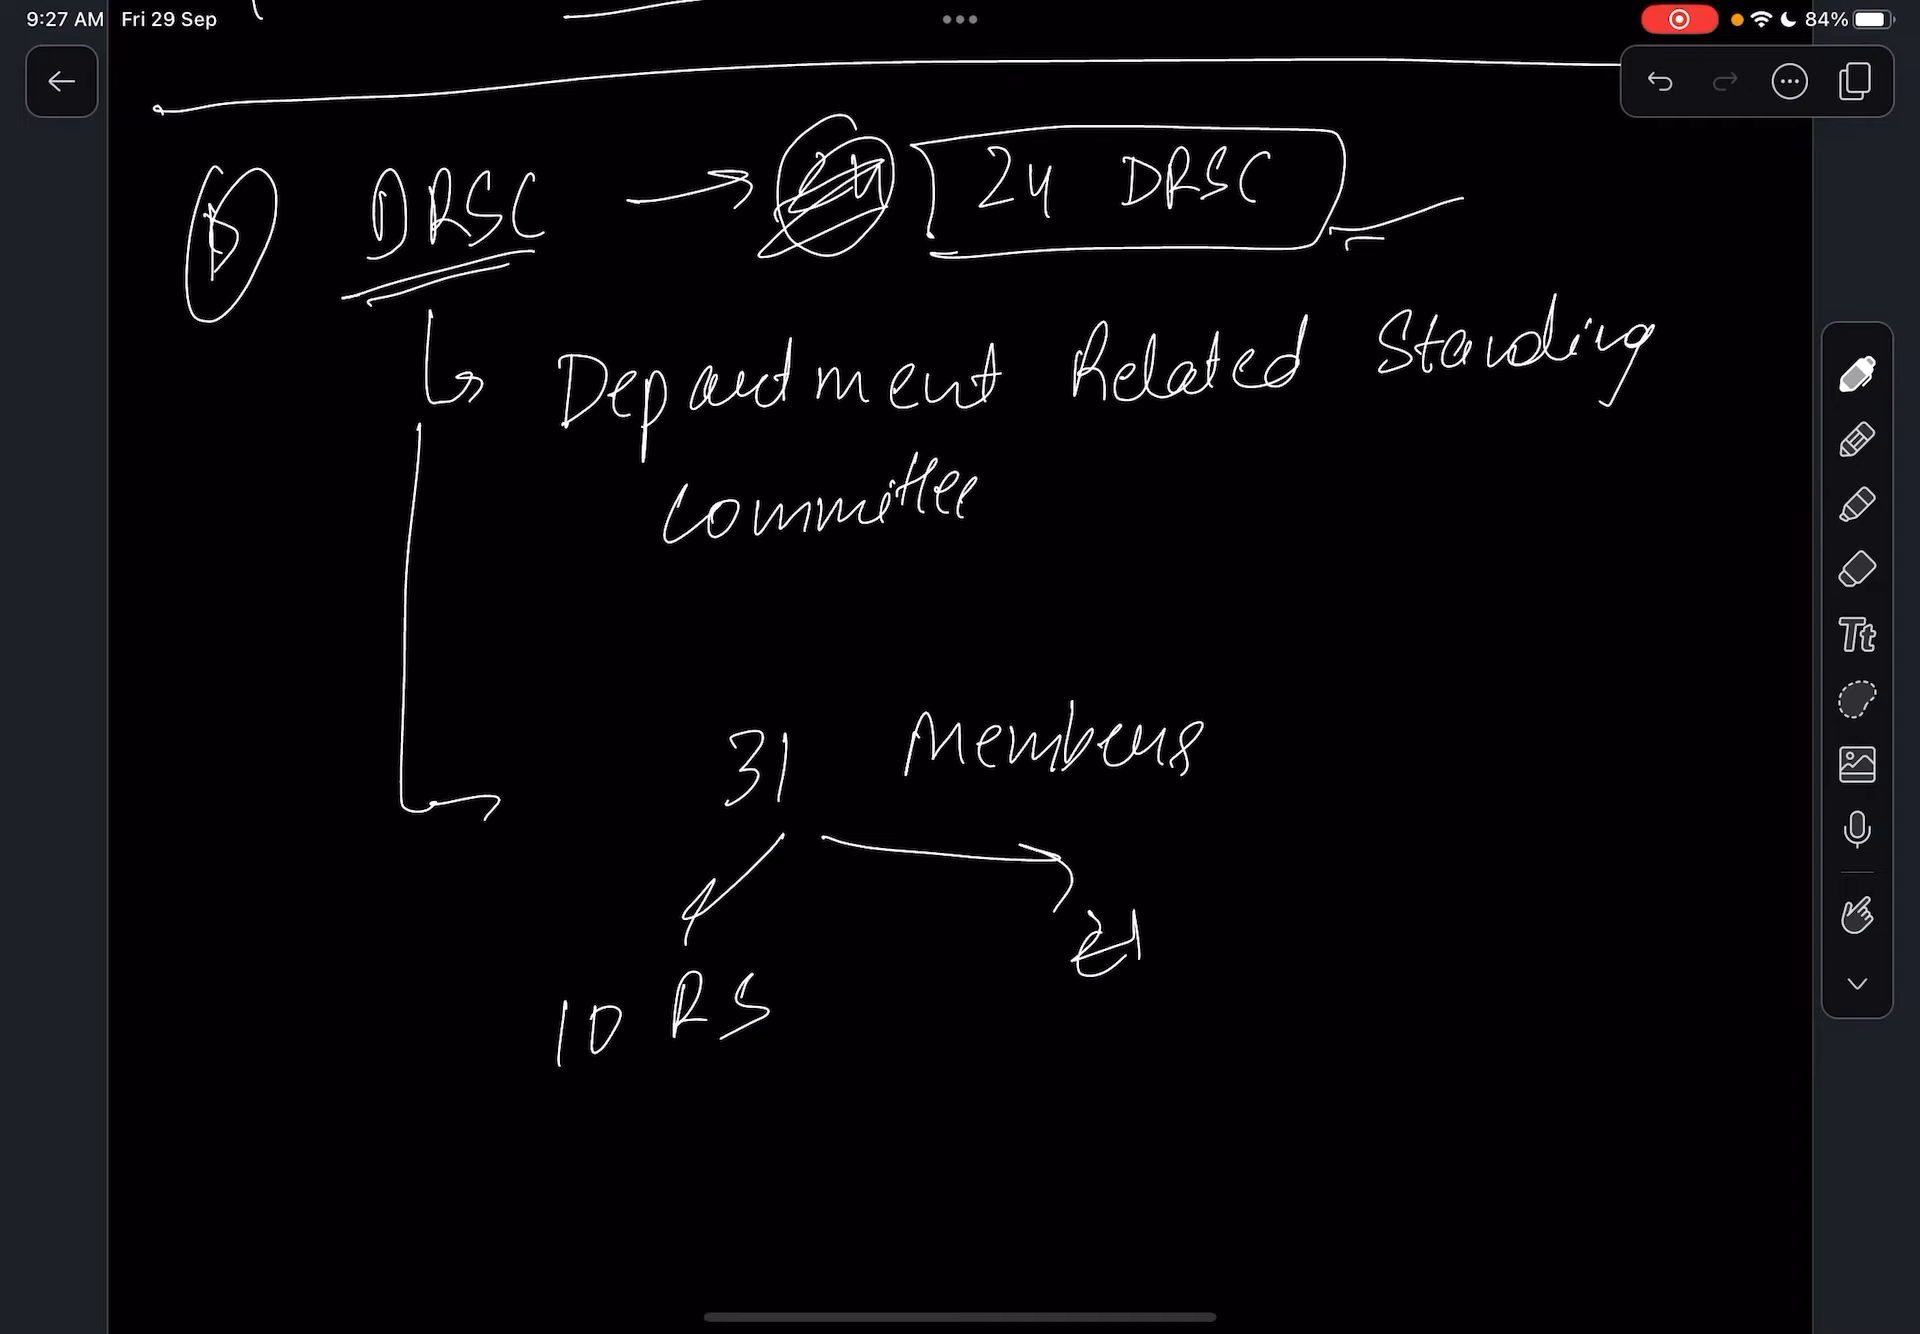 9:27 AM Fri 29 Sep
84%
D DRSC → 24 DRSC
Department Related Standing
Committee
Tt
31 Members
21
10 RS